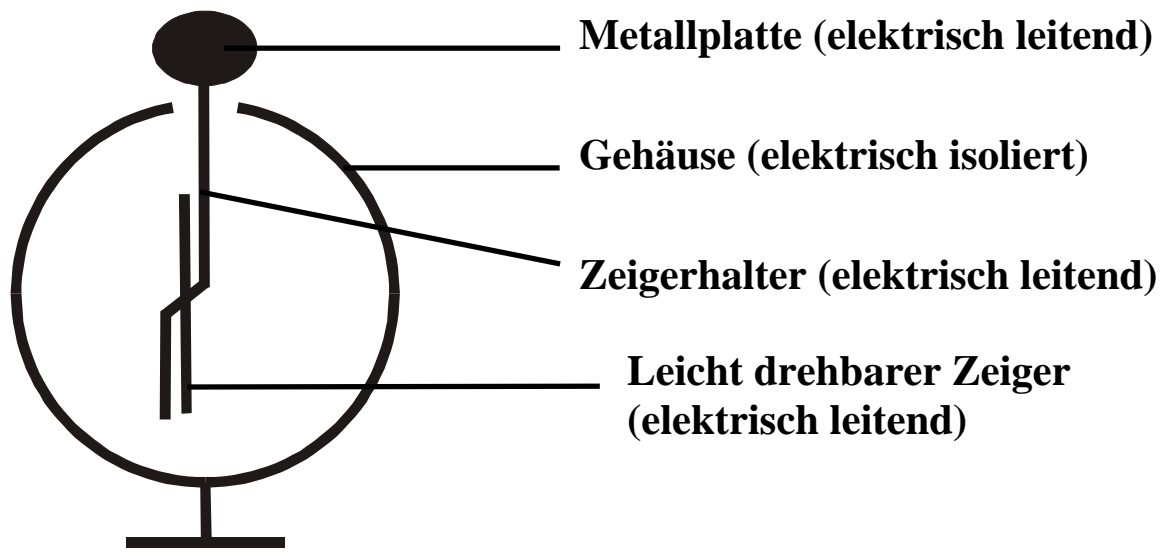 Metallplatte (elektrisch leitend)
Gehäuse (elektrisch isoliert)
Zeigerhalter (elektrisch leitend)
Leicht drehbarer Zeiger
(elektrisch leitend)